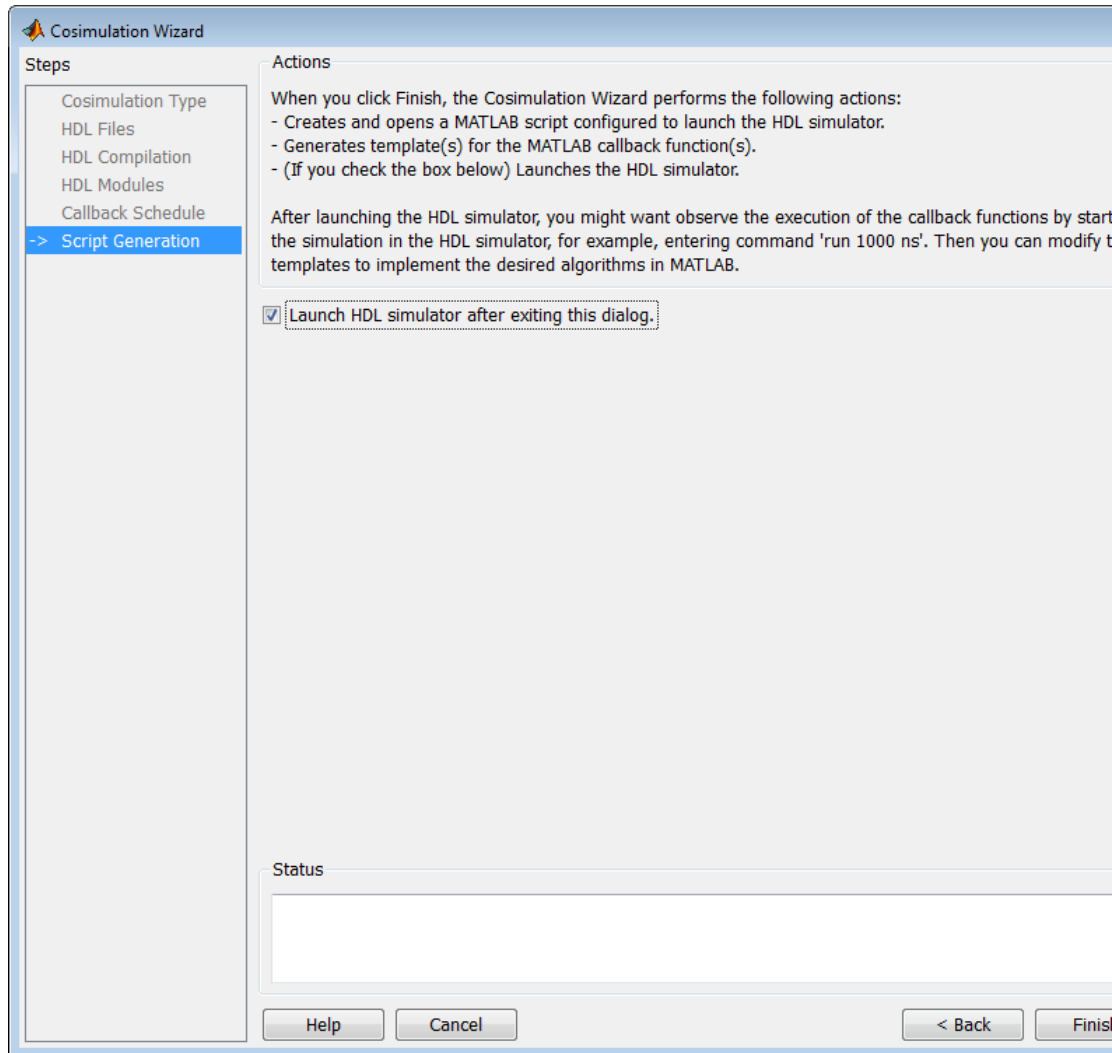 Cosimulation Wizard
Steps
Cosimulation Type
HDL Files
HDL Compilation
HDL Modules
Callback Schedule
-> Script Generation
Actions
When you click Finish, the Cosimulation Wizard performs the following actions:
- Creates and opens a MATLAB script configured to launch the HDL simulator.
- Generates template(s) for the MATLAB callback function(s).
- (If you check the box below) Launches the HDL simulator.
After launching the HDL simulator, you might want observe the execution of the callback functions by start
the simulation in the HDL simulator, for example, entering command 'run 1000 ns'. Then you can modify t
templates to implement the desired algorithms in MATLAB.
Launch HDL simulator after exiting this dialog.
Status
Help Cancel < Back Finish